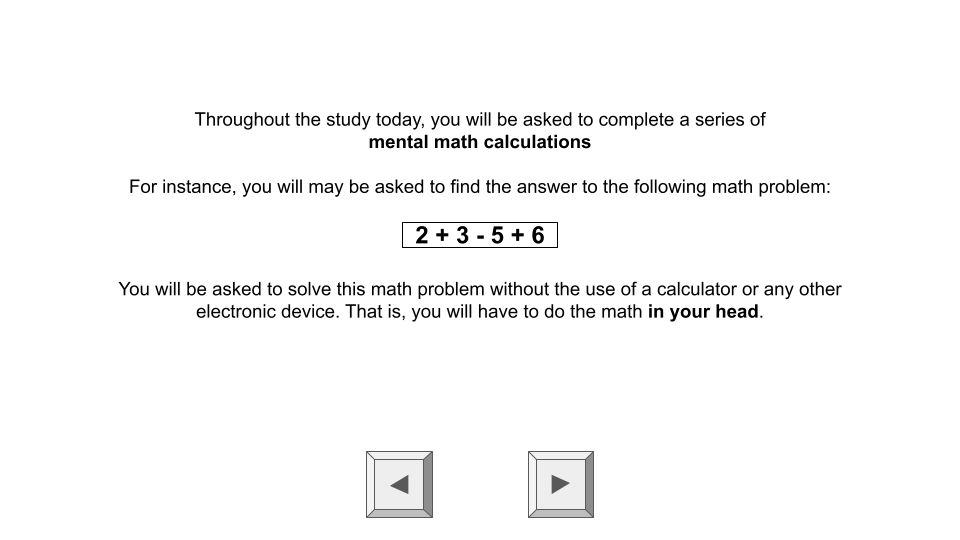 Throughout the study today, you will be asked to complete a series of
mental math calculations
For instance, you will may be asked to find the answer to the following math problem:
2 + 3 - 5 + 6
You will be asked to solve this math problem without the use of a calculator or any other
electronic device. That is, you will have to do the math in your head.